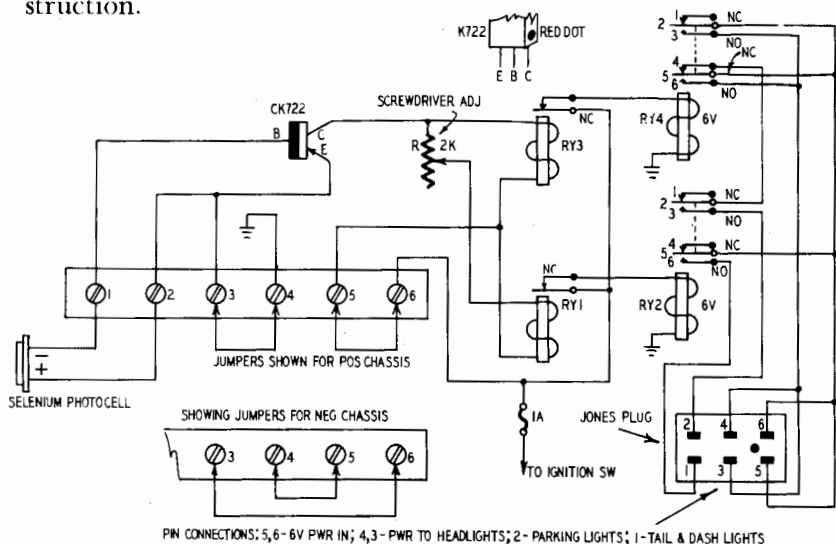 struction.
K722
RED DOT
E B C
SCREWDRIVER ADJ
CK722
B
C
E
R
2K
NC
RY3
RY4
6V
1
2
3
NC
NO
NC
4
5
6
NO
1
2
3
NC
NO
4
5
6
NC
NO
NC
RY1
RY2
6V
1
2
3
4
5
6
JUMPERS SHOWN FOR POS CHASSIS
−
+
SELENIUM PHOTOCELL
SHOWING JUMPERS FOR NEG CHASSIS
3
4
5
6
1A
TO IGNITION SW
JONES PLUG
2 4 6
1 3 5
PIN CONNECTIONS: 5,6-6V PWR IN; 4,3-PWR TO HEADLIGHTS; 2-PARKING LIGHTS; 1-TAIL & DASH LIGHTS